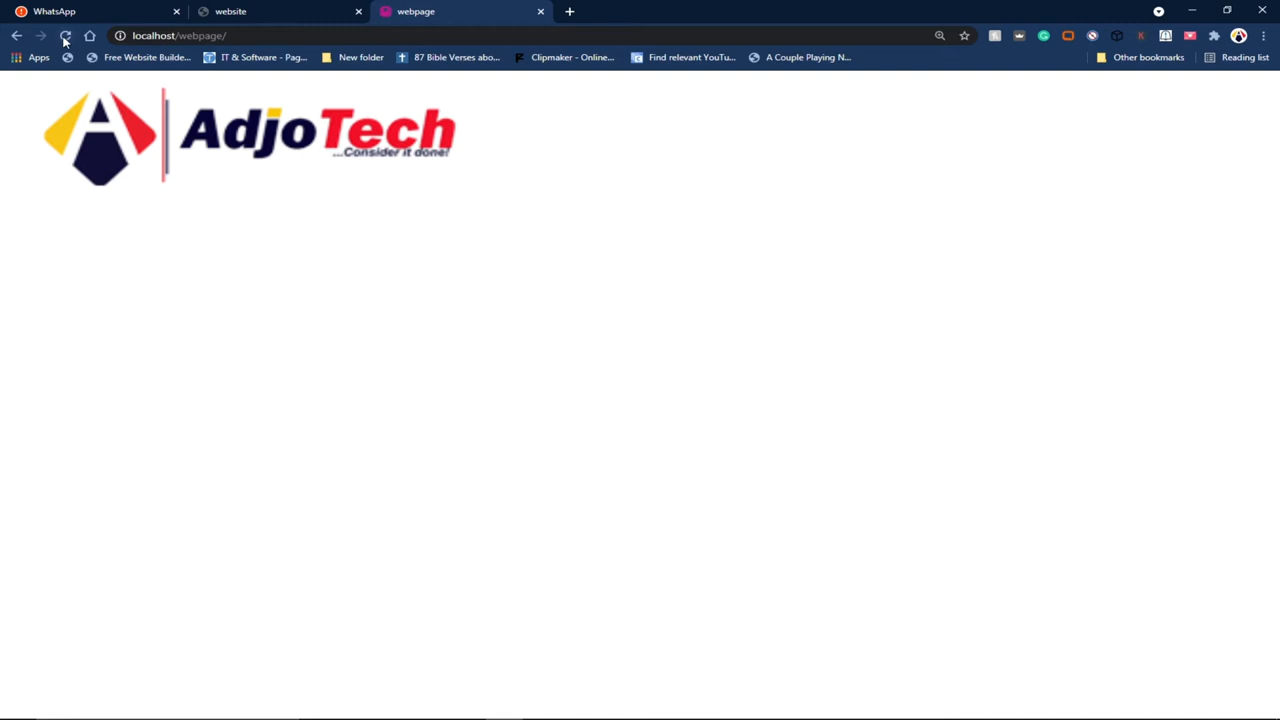 WhatsApp
website
webpage
localhost/webpage/
Apps
Free Website Builde...
IT & Software - Pag...
New folder
87 Bible Verses abo...
Clipmaker - Online...
Find relevant YouTu...
A Couple Playing N...
Other bookmarks
Reading list
AdjoTech
...Consider it done!